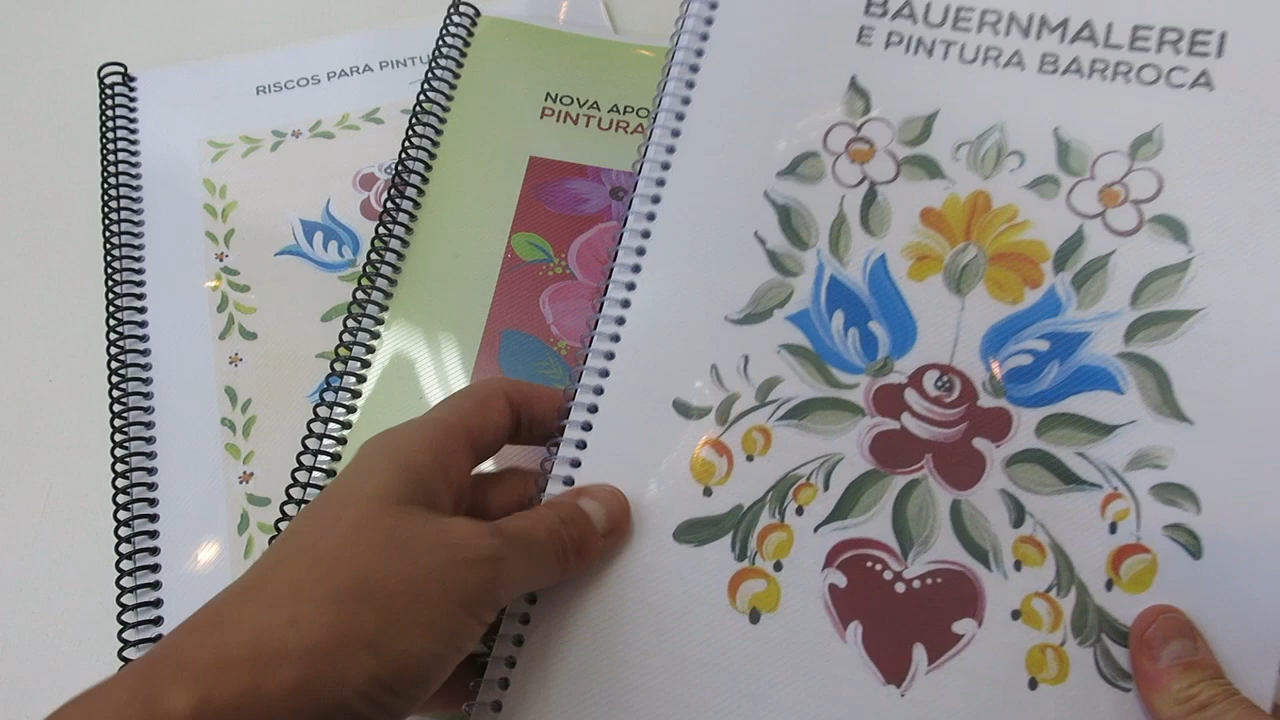 RISCOS PARA PINTU
NOVA APO
PINTURA
BAUERNMALEREI
E PINTURA BARROCA